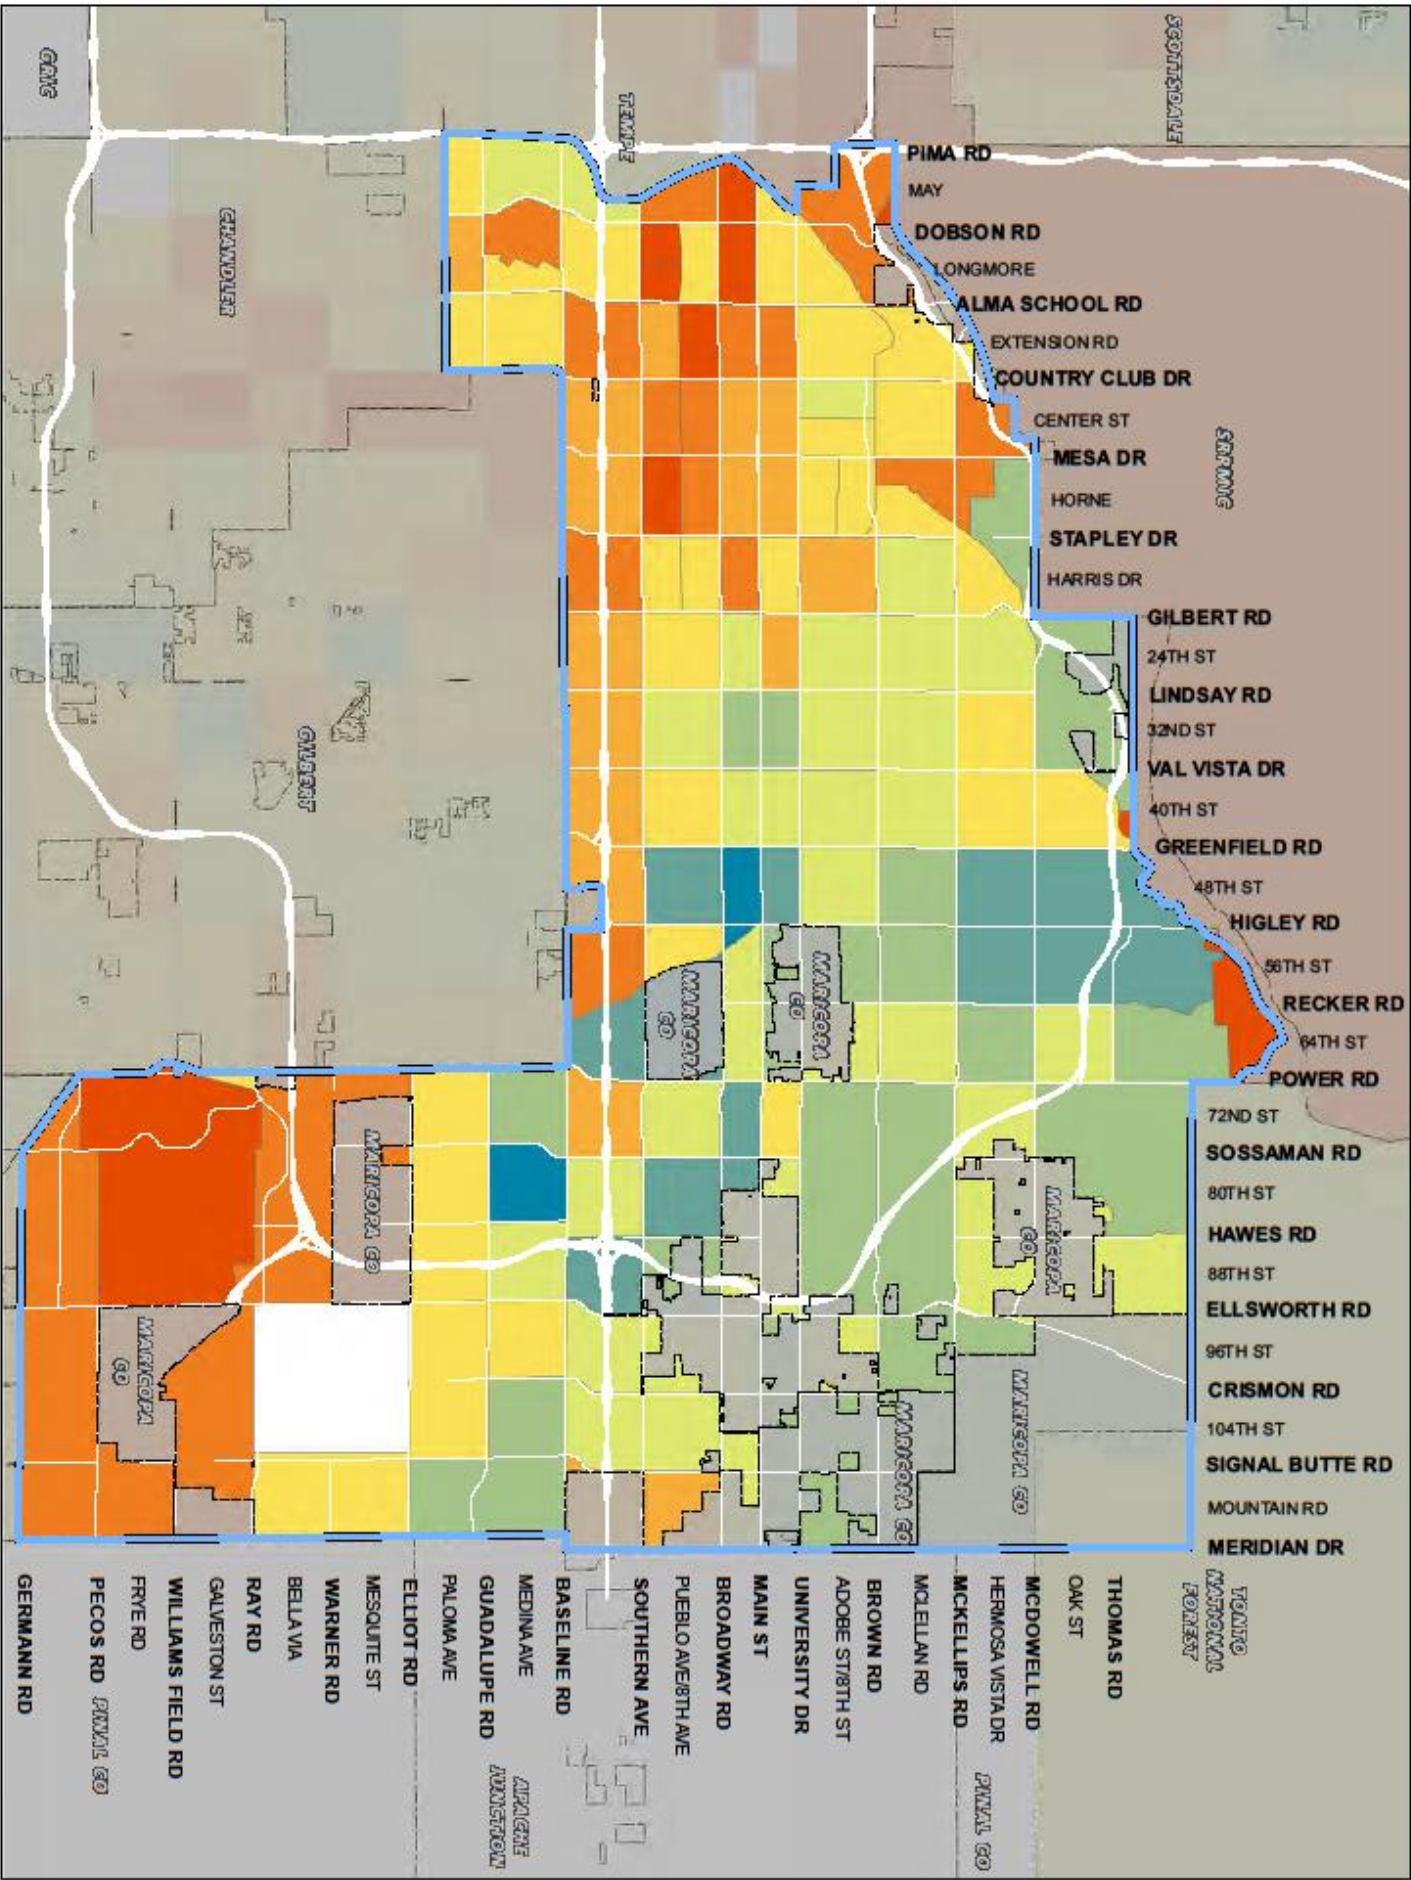 GRIC
SCOTTSDALE
TEMPE
PIMA RD
MAY
CHANDLER
DOBSON RD
LONGMORE
ALMA SCHOOL RD
EXTENSION RD
COUNTRY CLUB DR
CENTER ST
SRPMIC
MESA DR
HORNE
STAPLEY DR
HARRIS DR
GILBERT RD
24TH ST
LINDSAY RD
32ND ST
GILBERT
VAL VISTA DR
40TH ST
GREENFIELD RD
48TH ST
HIGLEY RD
56TH ST
RECKER RD
64TH ST
POWER RD
72ND ST
SOSSAMAN RD
80TH ST
HAWES RD
88TH ST
ELLSWORTH RD
96TH ST
CRISMON RD
104TH ST
SIGNAL BUTTE RD
MOUNTAIN RD
MERIDIAN DR
MARICOPA
CO
MARICOPA
CO
MARICOPA CO
MARICOPA
CO
MARICOPA
CO
MARICOPA CO
MARICOPA CO
GERMANN RD
PECOS RD
PINAL CO
FRYE RD
WILLIAMS FIELD RD
GALVESTON ST
RAY RD
BELLA VIA
WARNER RD
MESQUITE ST
ELLIOT RD
PALOMA AVE
GUADALUPE RD
MEDINA AVE
BASELINE RD
SOUTHERN AVE
PUEBLO AVE/8TH AVE
BROADWAY RD
MAIN ST
UNIVERSITY DR
ADOBE ST/8TH ST
BROWN RD
MCLELLAN RD
MCKELLIPS RD
HERMOSA VISTA DR
MCDOWELL RD
OAK ST
THOMAS RD
TONTO
NATIONAL
FOREST
APACHE
JUNCTION
PINAL CO